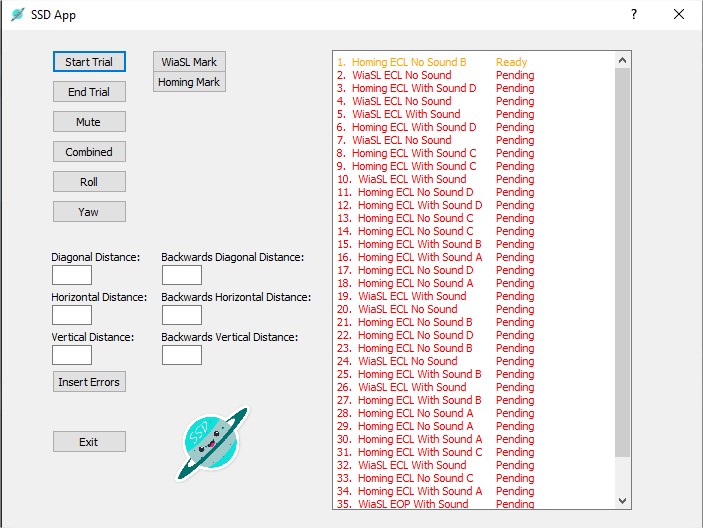 SSD App
Start Trial
WiaSL Mark
End Trial
Homing Mark
Mute
Combined
Roll
Yaw
Diagonal Distance:
Backwards Diagonal Distance:
Horizontal Distance:
Backwards Horizontal Distance:
Vertical Distance:
Backwards Vertical Distance:
Insert Errors
Exit
SSD
1. Homing ECL No Sound B Ready
2. WiaSL ECL No Sound Pending
3. Homing ECL With Sound D Pending
4. WiaSL ECL No Sound Pending
5. WiaSL ECL With Sound Pending
6. Homing ECL With Sound D Pending
7. WiaSL ECL No Sound Pending
8. Homing ECL With Sound C Pending
9. Homing ECL With Sound C Pending
10. WiaSL ECL With Sound Pending
11. Homing ECL No Sound D Pending
12. Homing ECL With Sound D Pending
13. Homing ECL No Sound C Pending
14. Homing ECL No Sound C Pending
15. Homing ECL With Sound B Pending
16. Homing ECL With Sound A Pending
17. Homing ECL No Sound D Pending
18. Homing ECL No Sound A Pending
19. WiaSL ECL With Sound Pending
20. WiaSL ECL No Sound Pending
21. Homing ECL No Sound B Pending
22. Homing ECL No Sound D Pending
23. Homing ECL No Sound B Pending
24. WiaSL ECL No Sound Pending
25. Homing ECL With Sound B Pending
26. WiaSL ECL With Sound Pending
27. Homing ECL With Sound B Pending
28. Homing ECL No Sound A Pending
29. Homing ECL No Sound A Pending
30. Homing ECL With Sound A Pending
31. Homing ECL With Sound C Pending
32. WiaSL ECL With Sound Pending
33. Homing ECL No Sound C Pending
34. Homing ECL With Sound A Pending
35. WiaSL EOP With Sound Pending